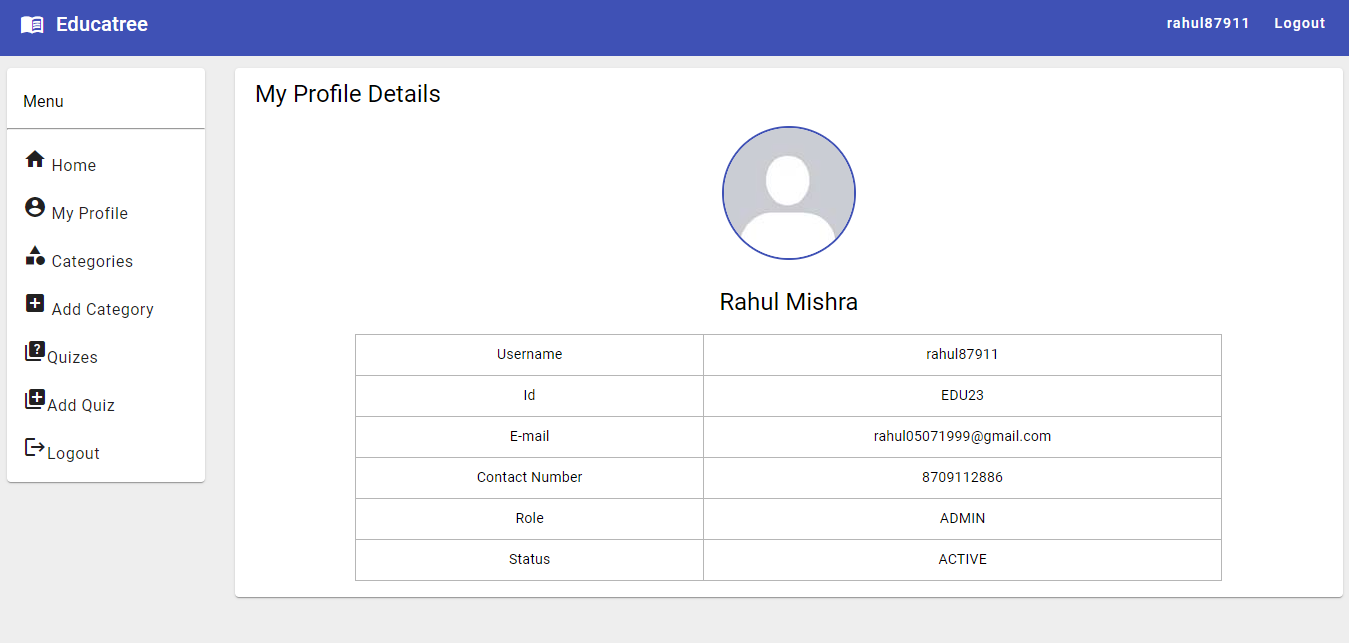 Educatree
rahul87911 Logout
Menu
Home
My Profile
Categories
Add Category
Quizes
Add Quiz
Logout
My Profile Details
Rahul Mishra
Username rahul87911
Id EDU23
E-mail rahul05071999@gmail.com
Contact Number 8709112886
Role ADMIN
Status ACTIVE